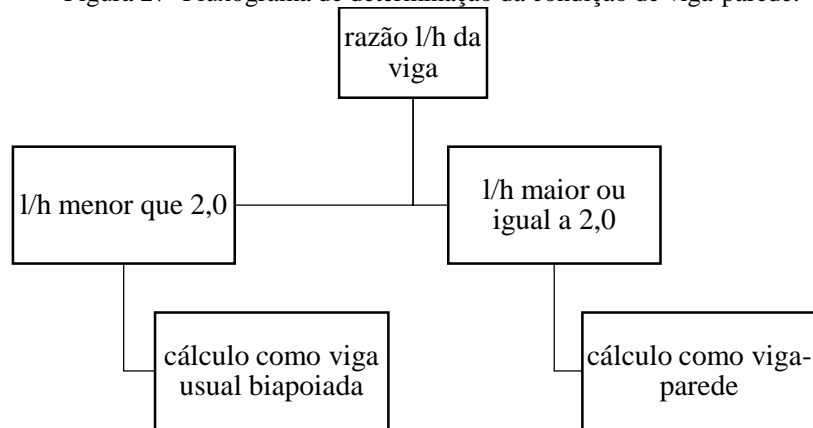 Figura 27- Fluxograma de determinação da condição de viga-parede.
razão l/h da
viga
l/h menor que 2,0
l/h maior ou
igual a 2,0
cálculo como viga
usual biapoiada
cálculo como viga-
parede